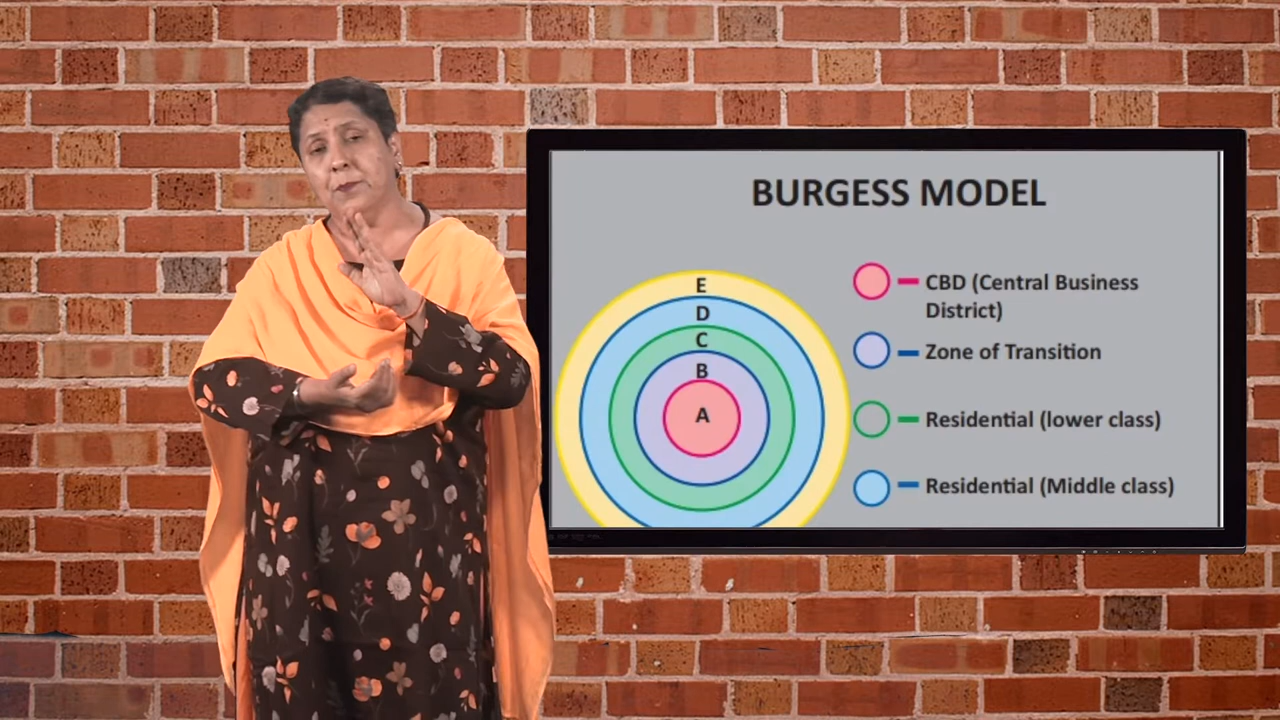 BURGESS MODEL
E
D
C
B
A
CBD (Central Business
District)
Zone of Transition
Residential (lower class)
Residential (Middle class)